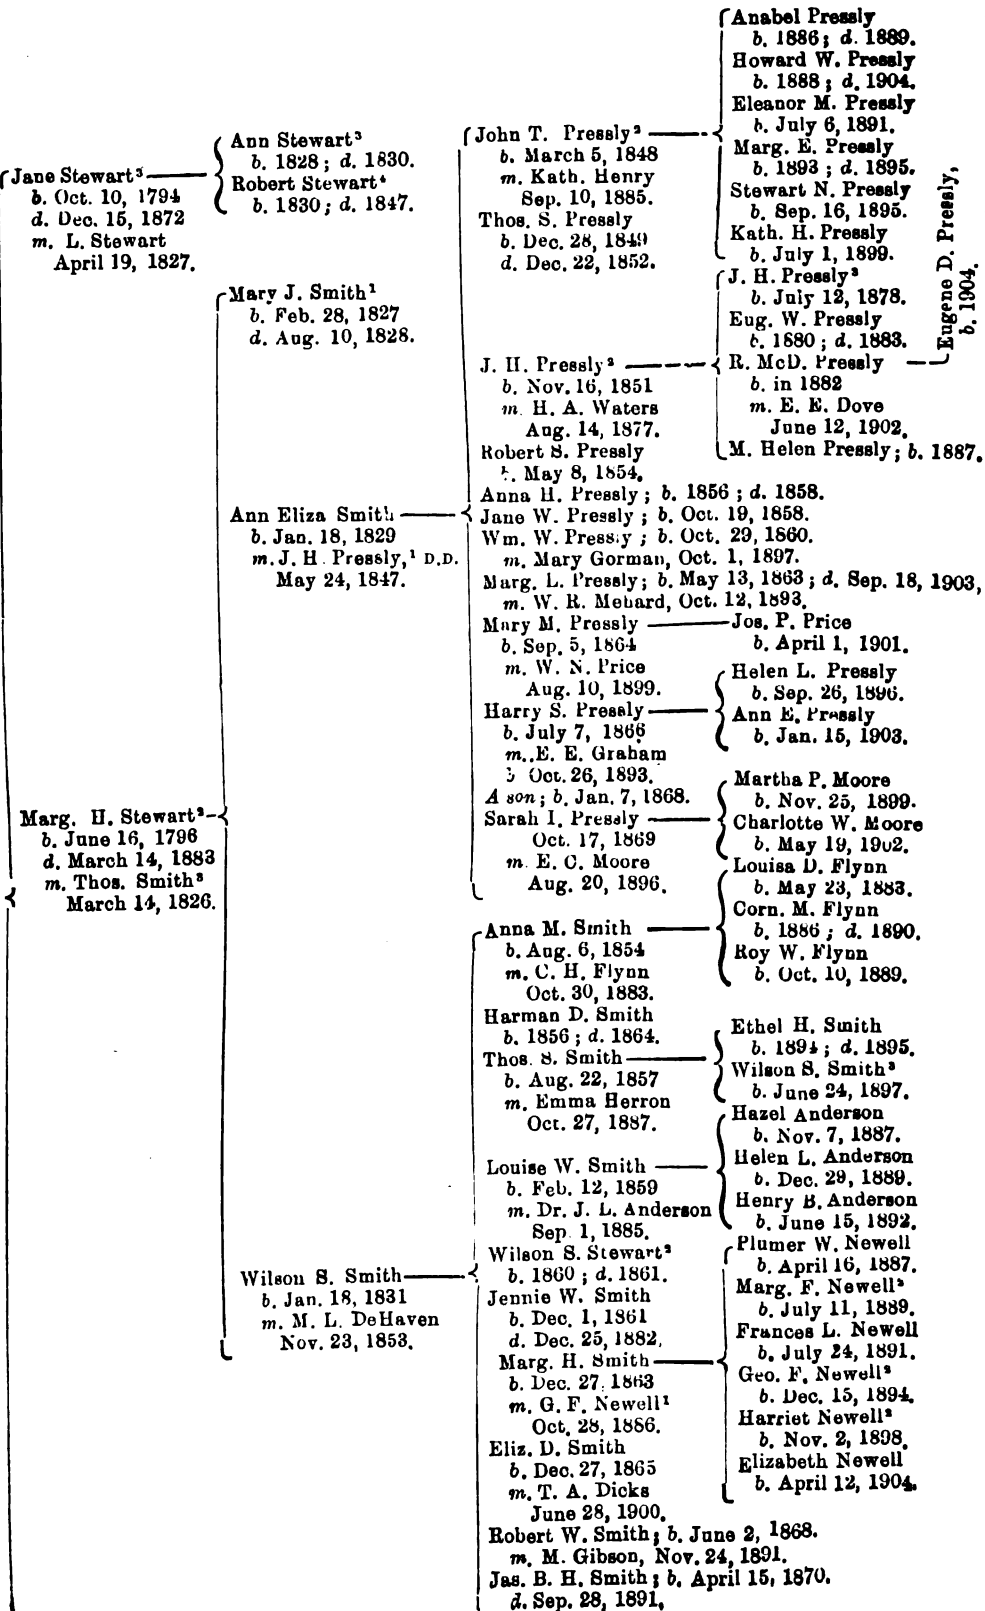 Jane Stewart³
b. Oct. 10, 1794
d. Dec. 15, 1872
m. L. Stewart
April 19, 1827.
Ann Stewart³
b. 1828; d. 1830.
Robert Stewart⁴
b. 1830; d. 1847.
Marg. H. Stewart²
b. June 16, 1796
d. March 14, 1883
m. Thos. Smith³
March 14, 1826.
Mary J. Smith¹
b. Feb. 28, 1827
d. Aug. 10, 1828.
Ann Eliza Smith
b. Jan. 18, 1829
m. J. H. Pressly,¹ D.D.
May 24, 1847.
John T. Pressly²
b. March 5, 1848
m. Kath. Henry
Sep. 10, 1885.
Anabel Pressly
b. 1886; d. 1889.
Howard W. Pressly
b. 1888; d. 1904.
Eleanor M. Pressly
b. July 6, 1891.
Marg. E. Pressly
b. 1893; d. 1895.
Stewart N. Pressly
b. Sep. 16, 1895.
Kath. H. Pressly
b. July 1, 1899.
Thos. S. Pressly
b. Dec. 28, 1849
d. Dec. 22, 1852.
J. H. Pressly²
b. Nov. 16, 1851
m. H. A. Waters
Aug. 14, 1877.
J. H. Pressly³
b. July 12, 1878.
Eug. W. Pressly
b. 1880; d. 1883.
R. McD. Pressly
b. in 1882
m. E. E. Dove
June 12, 1902.
Eugene D. Pressly,
b. 1904.
M. Helen Pressly; b. 1887.
Robert S. Pressly
b. May 8, 1854.
Anna H. Pressly; b. 1856; d. 1858.
Jane W. Pressly; b. Oct. 19, 1858.
Wm. W. Pressly; b. Oct. 29, 1860.
m. Mary Gorman, Oct. 1, 1897.
Marg. L. Pressly; b. May 13, 1863; d. Sep. 18, 1903,
m. W. R. Mehard, Oct. 12, 1893.
Mary M. Pressly
b. Sep. 5, 1864
m. W. N. Price
Aug. 10, 1899.
Jos. P. Price
b. April 1, 1901.
Harry S. Pressly
b. July 7, 1866
m. E. E. Graham
Oct. 26, 1893.
Helen L. Pressly
b. Sep. 26, 1896.
Ann E. Pressly
b. Jan. 15, 1903.
A son; b. Jan. 7, 1868.
Sarah I. Pressly
Oct. 17, 1869
m. E. C. Moore
Aug. 20, 1896.
Martha P. Moore
b. Nov. 25, 1899.
Charlotte W. Moore
b. May 19, 1902.
Wilson S. Smith
b. Jan. 18, 1831
m. M. L. DeHaven
Nov. 23, 1853.
Anna M. Smith
b. Aug. 6, 1854
m. C. H. Flynn
Oct. 30, 1883.
Louisa D. Flynn
b. May 23, 1883.
Corn. M. Flynn
b. 1886; d. 1890.
Roy W. Flynn
b. Oct. 10, 1889.
Harman D. Smith
b. 1856; d. 1864.
Thos. S. Smith
b. Aug. 22, 1857
m. Emma Herron
Oct. 27, 1887.
Ethel H. Smith
b. 1894; d. 1895.
Wilson S. Smith³
b. June 24, 1897.
Louise W. Smith
b. Feb. 12, 1859
m. Dr. J. L. Anderson
Sep. 1, 1885.
Hazel Anderson
b. Nov. 7, 1887.
Helen L. Anderson
b. Dec. 29, 1889.
Henry B. Anderson
b. June 15, 1892.
Wilson S. Stewart²
b. 1860; d. 1861.
Jennie W. Smith
b. Dec. 1, 1861
d. Dec. 25, 1882.
Marg. H. Smith
b. Dec. 27, 1863
m. G. F. Newell¹
Oct. 28, 1886.
Plumer W. Newell
b. April 16, 1887.
Marg. F. Newell²
b. July 11, 1889.
Frances L. Newell
b. July 24, 1891.
Geo. F. Newell²
b. Dec. 15, 1894.
Harriet Newell²
b. Nov. 2, 1898.
Elizabeth Newell
b. April 12, 1904.
Eliz. D. Smith
b. Dec. 27, 1865
m. T. A. Dicks
June 28, 1900.
Robert W. Smith; b. June 2, 1868.
m. M. Gibson, Nov. 24, 1891.
Jas. B. H. Smith; b. April 15, 1870.
d. Sep. 28, 1891.